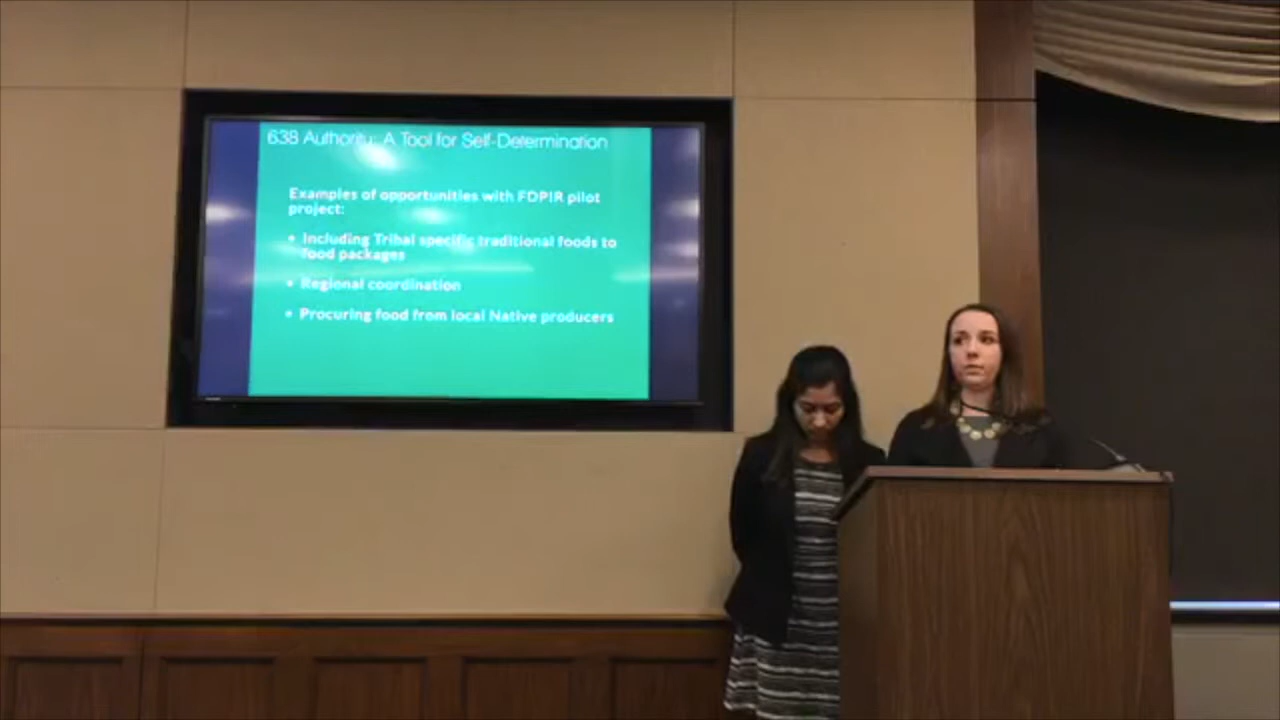 638 Authority: A Tool for Self-Determination
Examples of opportunities with FDPIR pilot
project:
• Including Tribal specific traditional foods to
food packages
• Regional coordination
• Procuring food from local Native producers